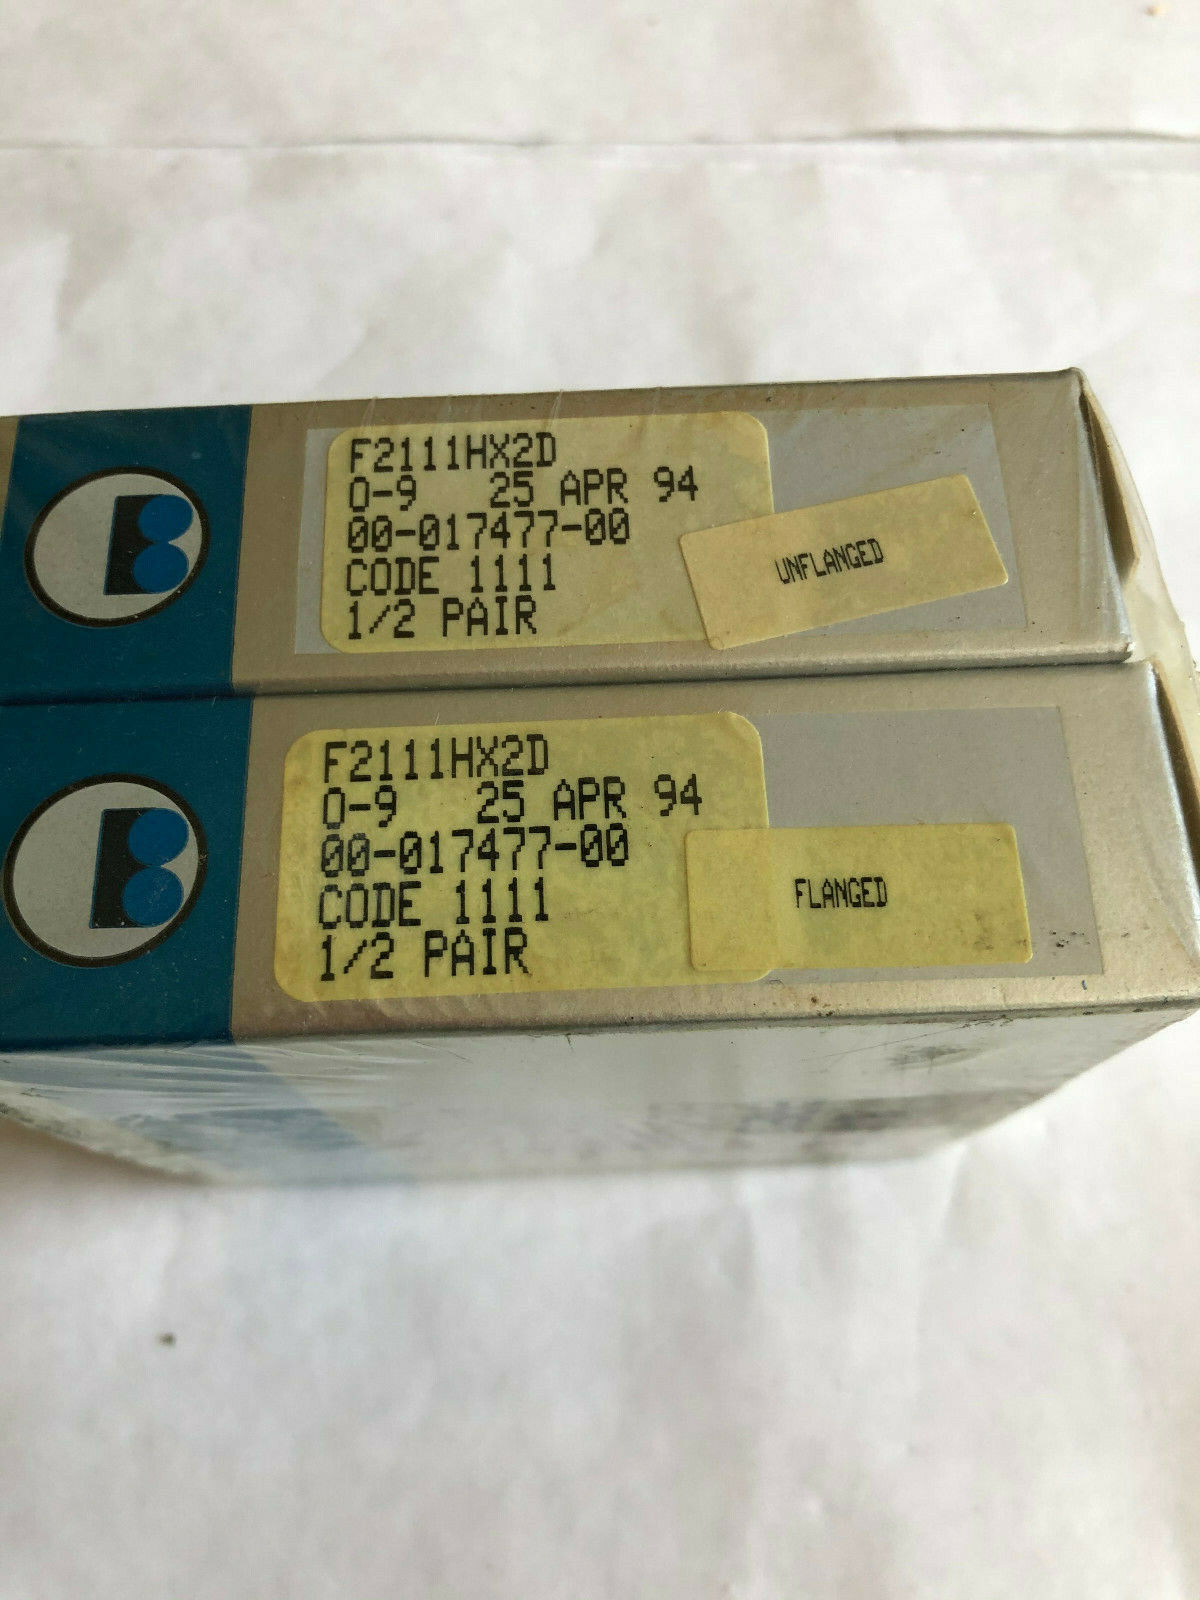 F2111HX2D
0-9 25 APR 94
00-017477-00
CODE 1111
1/2 PAIR
UNFLANGED
F2111HX2D
0-9 25 APR 94
00-017477-00
CODE 1111
1/2 PAIR
FLANGED